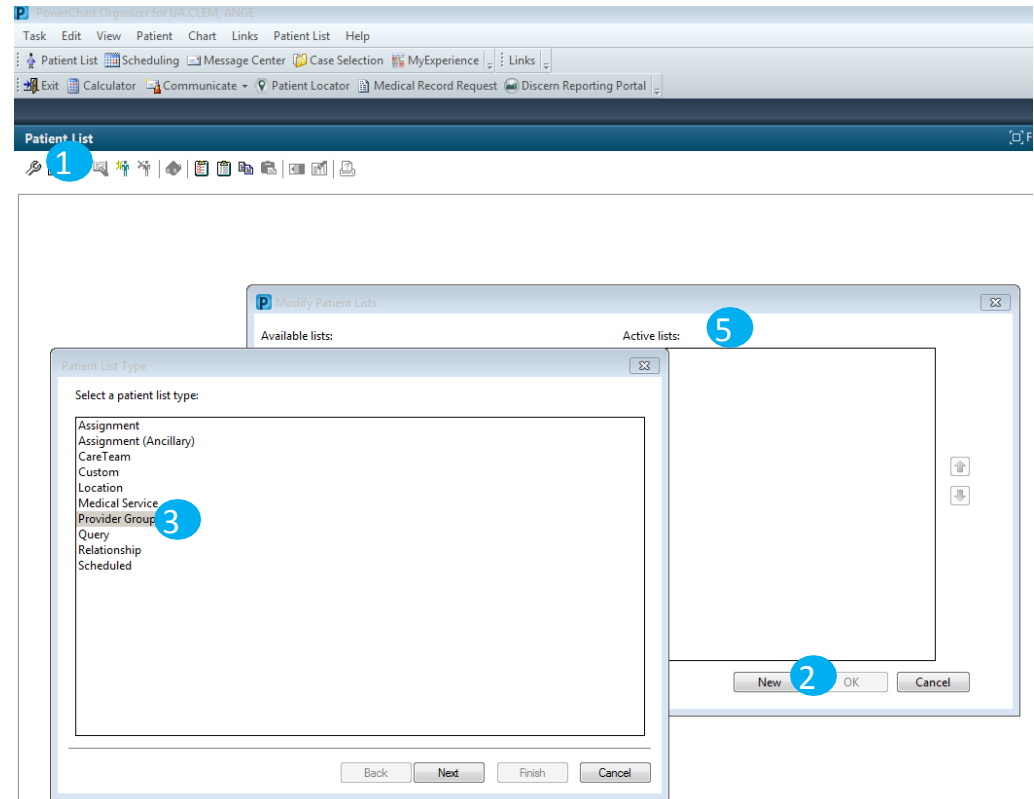 PowerChart Organizer for UA.CLEM, ANGE
Task Edit View Patient Chart Links Patient List Help
Patient List Scheduling Message Center Case Selection MyExperience Links
Exit Calculator Communicate Patient Locator Medical Record Request Discern Reporting Portal
Patient List F
1
Modify Patient Lists
Available lists: Active lists: 5
Patient List Type
Select a patient list type:
Assignment
Assignment (Ancillary)
CareTeam
Custom
Location
Medical Service
Provider Group 3
Query
Relationship
Scheduled
New 2 OK Cancel
Back Next Finish Cancel